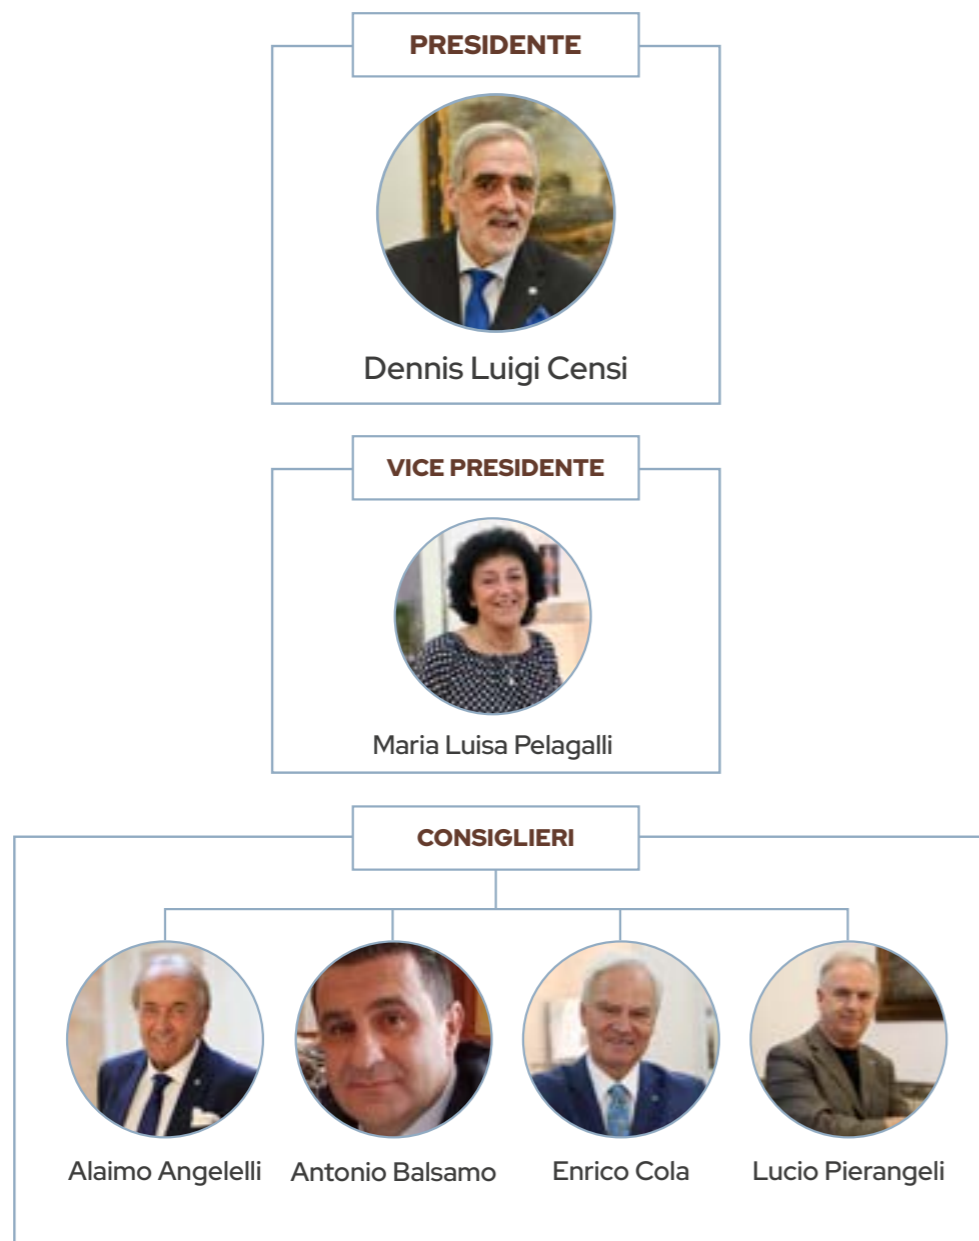 PRESIDENTE
Dennis Luigi Censi
VICE PRESIDENTE
Maria Luisa Pelagalli
CONSIGLIERI
Alaimo Angelelli
Antonio Balsamo
Enrico Cola
Lucio Pierangeli